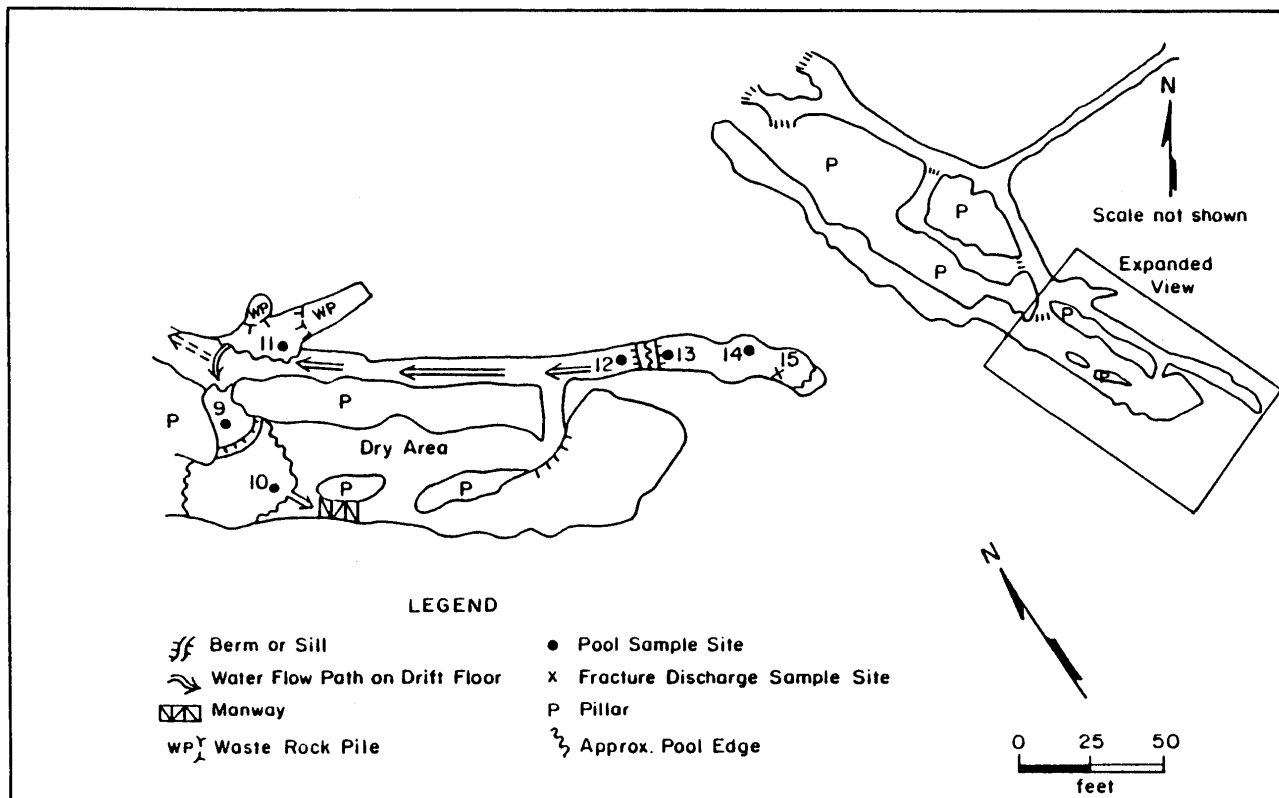 N
Scale not shown
Expanded
View
P
P
P
P
P
WP
WP
11
12
13
14
15
9
P
P
Dry Area
10
P
P
N
LEGEND
Berm or Sill
Water Flow Path on Drift Floor
Manway
WP Waste Rock Pile
Pool Sample Site
x Fracture Discharge Sample Site
P Pillar
Approx. Pool Edge
0 25 50
feet